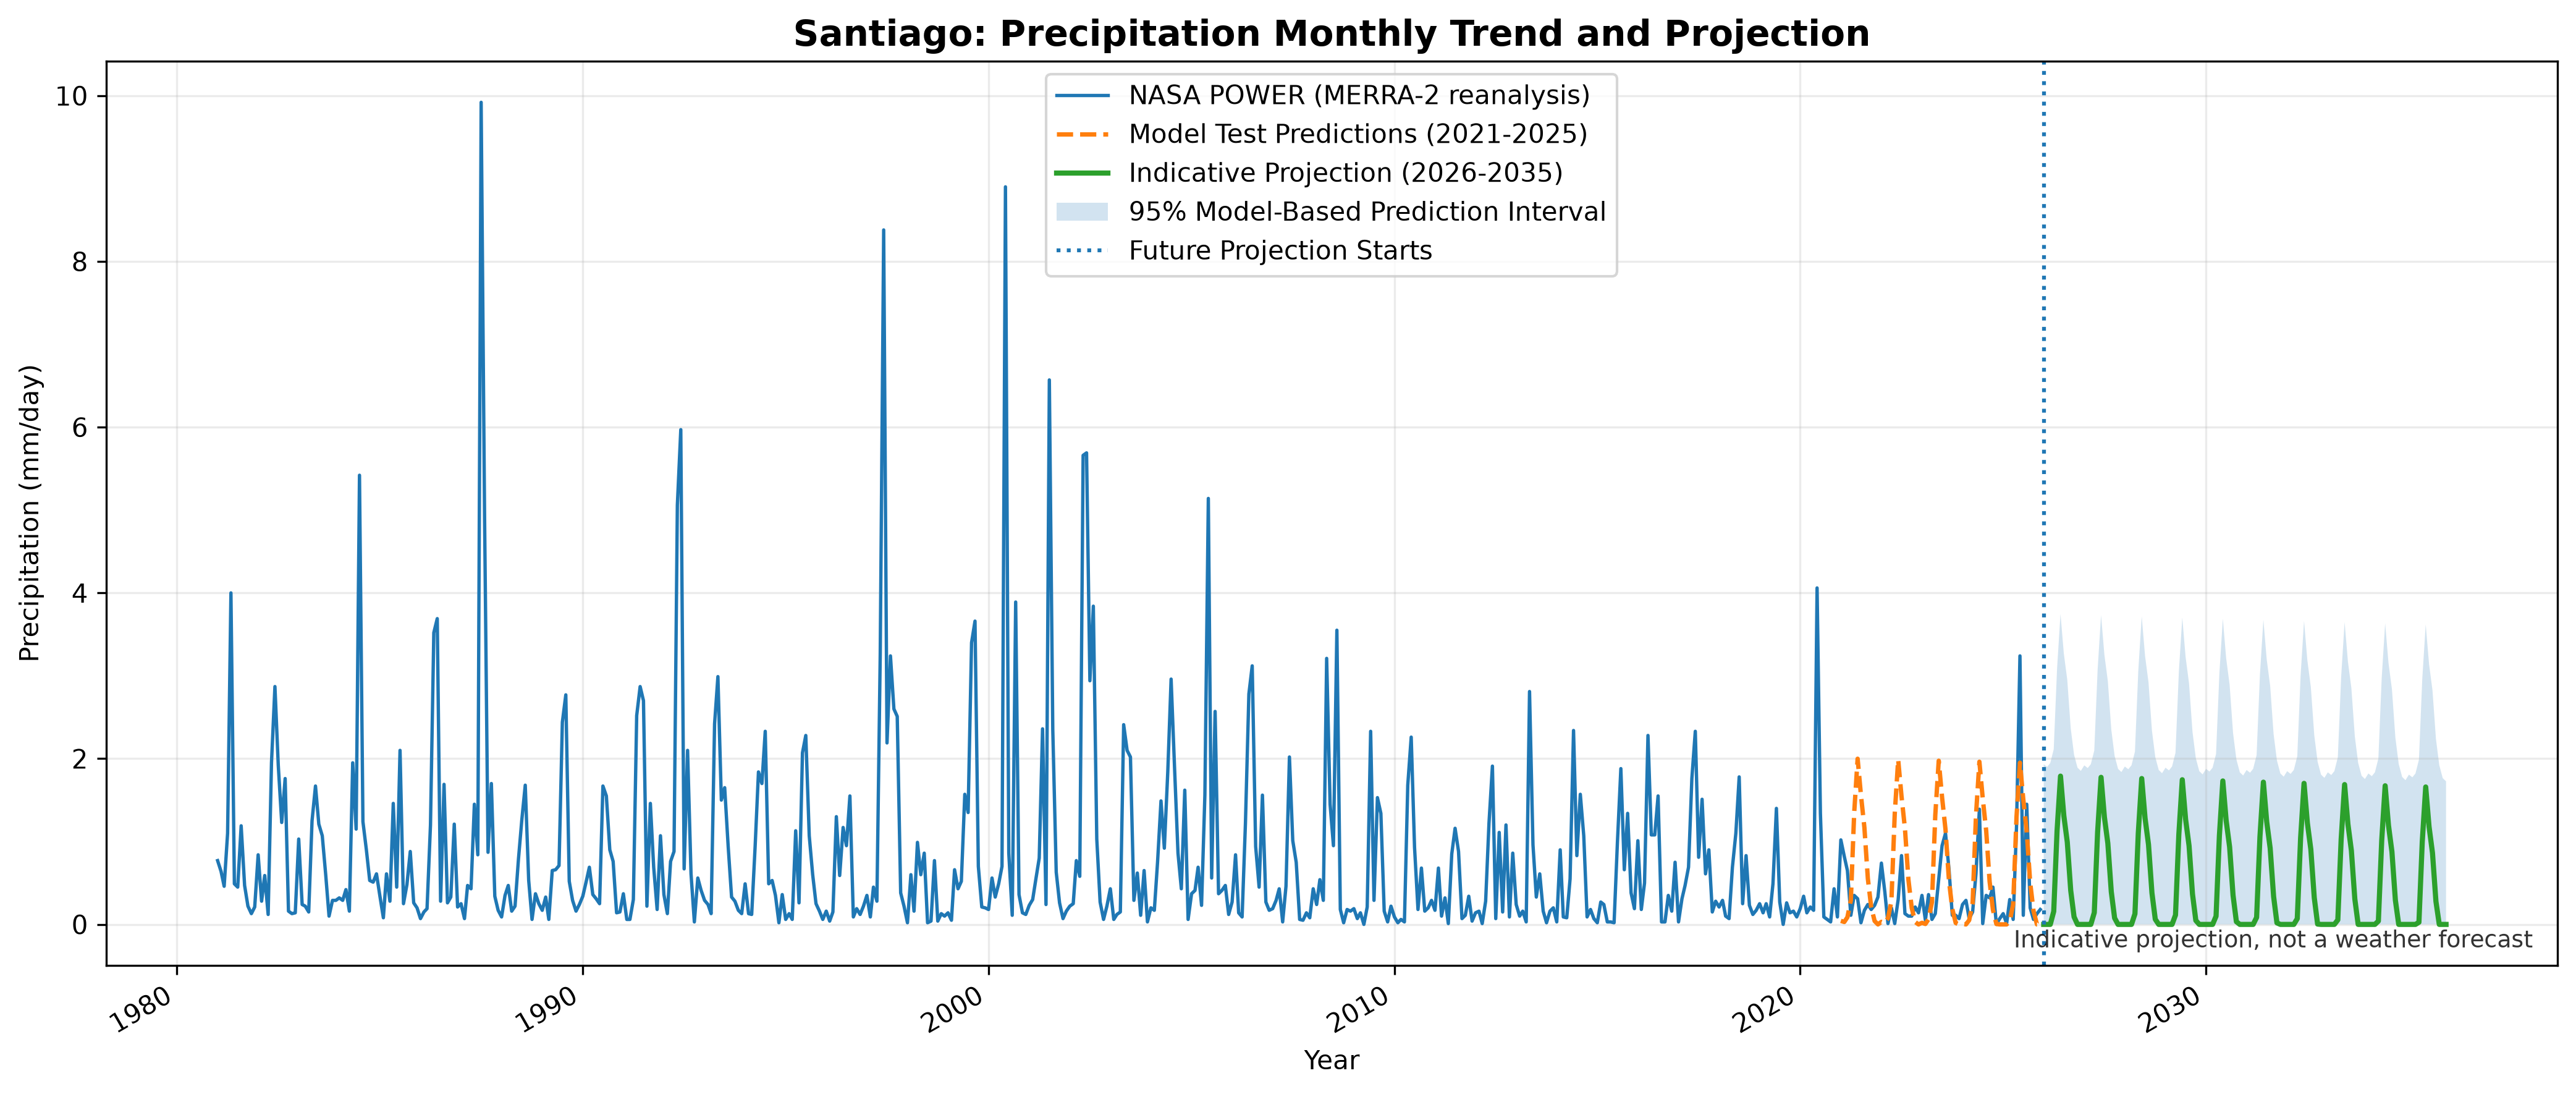 Santiago: Precipitation Monthly Trend and Projection
NASA POWER (MERRA-2 reanalysis)
Model Test Predictions (2021-2025)
Indicative Projection (2026-2035)
95% Model-Based Prediction Interval
Future Projection Starts
Precipitation (mm/day)
10
8
6
4
2
0
Indicative projection, not a weather forecast
1980
1990
2000
2010
2020
2030
Year